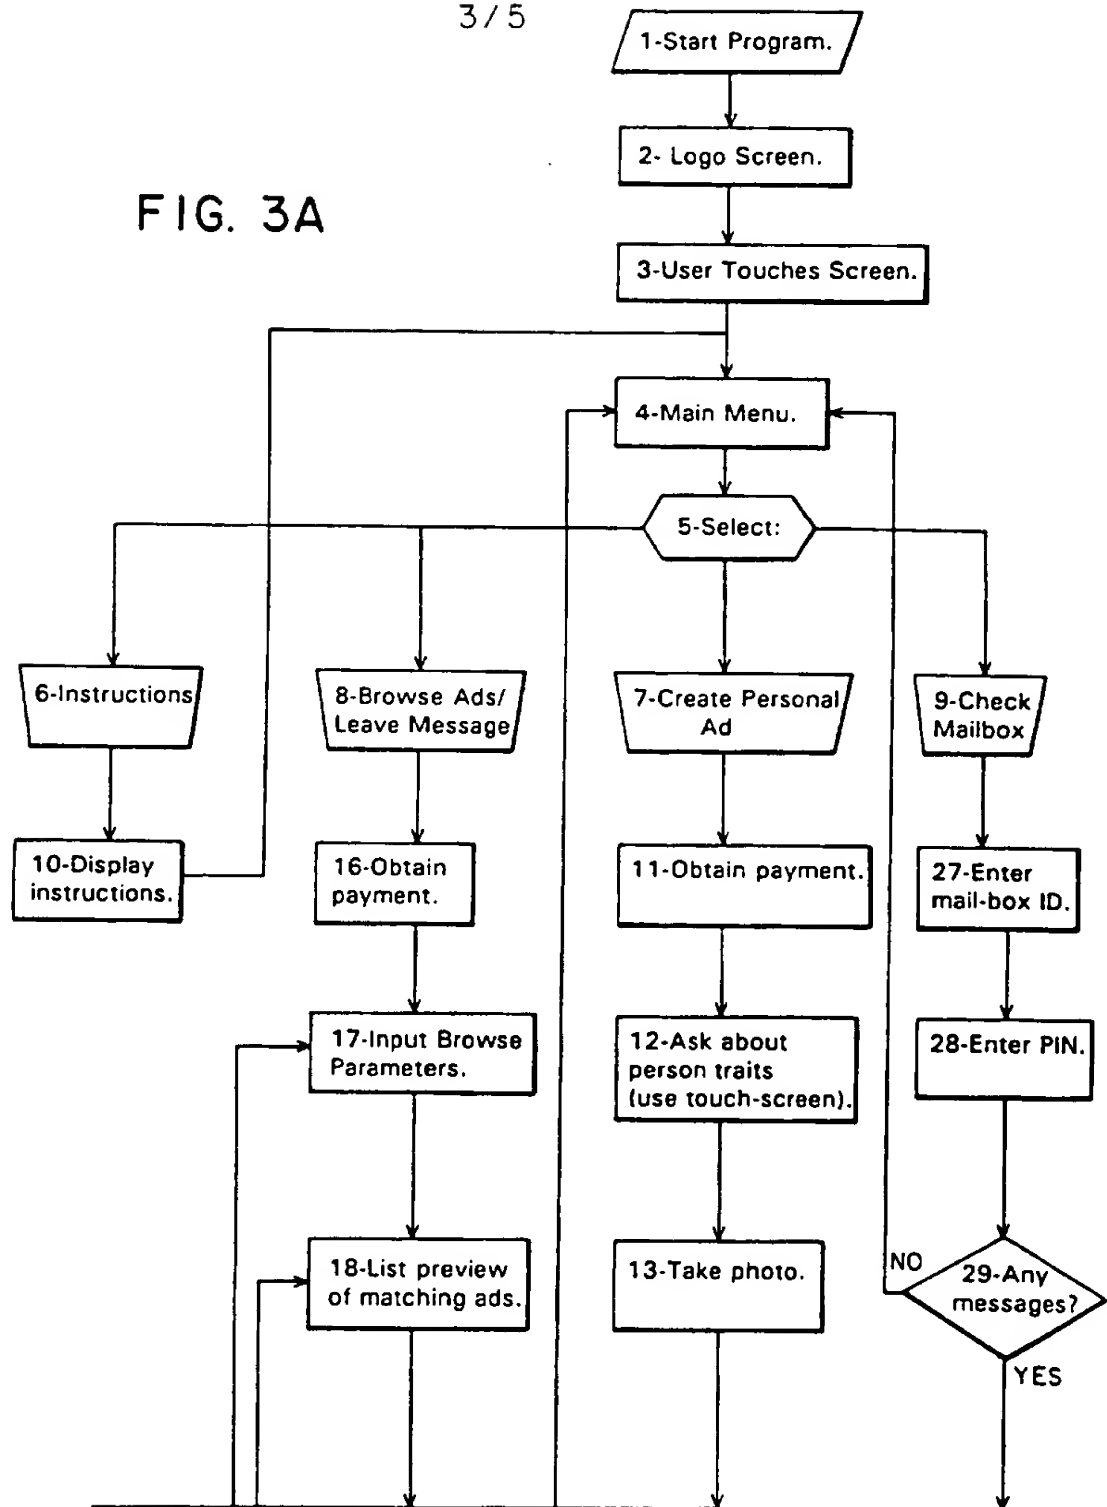 3/5
1-Start Program.
2- Logo Screen.
FIG. 3A
3-User Touches Screen.
4-Main Menu.
5-Select:
6-Instructions
8-Browse Ads/
Leave Message
7-Create Personal
Ad
9-Check
Mailbox
10-Display
instructions.
16-Obtain
payment.
11-Obtain payment.
27-Enter
mail-box ID.
17-Input Browse
Parameters.
12-Ask about
person traits
(use touch-screen).
28-Enter PIN.
18-List preview
of matching ads.
13-Take photo.
NO
29-Any
messages?
YES